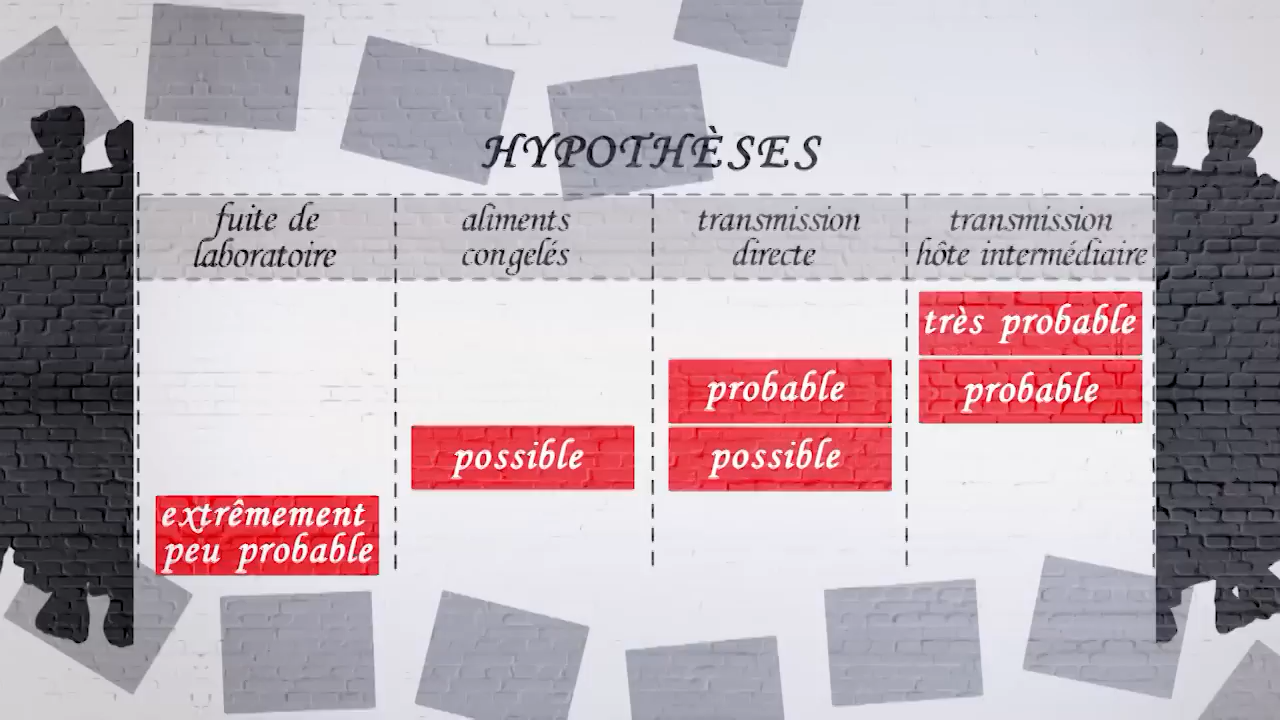 HYPOTHÈSES
fuite de
laboratoire
aliments
congelés
transmission
directe
transmission
hôte intermédiaire
très probable
probable
probable
possible
possible
extrêmement
peu probable